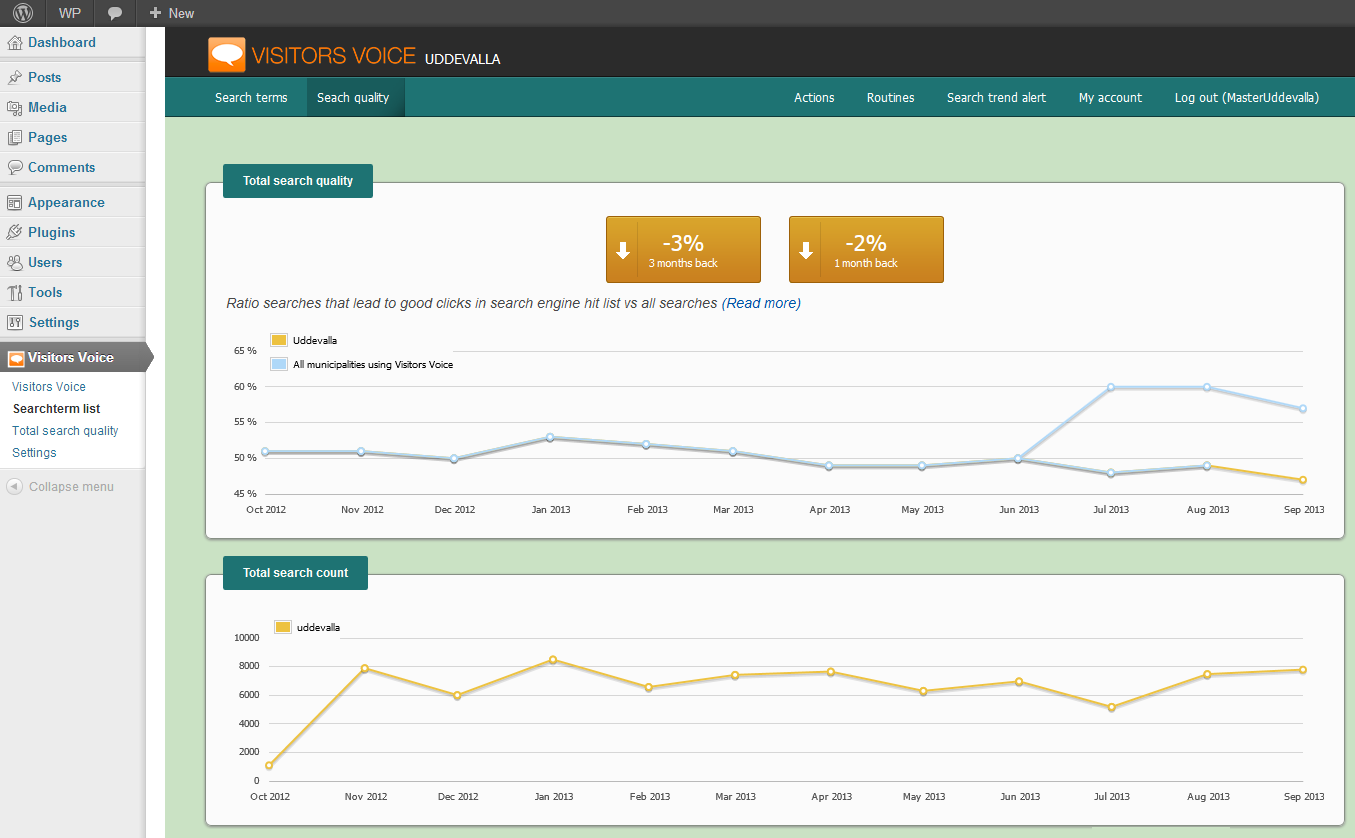 WP
New
Dashboard
Posts
Media
Pages
Comments
Appearance
Plugins
Users
Tools
Settings
Visitors Voice
Visitors Voice
Searchterm list
Total search quality
Settings
Collapse menu
VISITORS VOICE UDDEVALLA
Search terms
Seach quality
Actions
Routines
Search trend alert
My account
Log out (MasterUddevalla)
Total search quality
-3%
3 months back
-2%
1 month back
Ratio searches that lead to good clicks in search engine hit list vs all searches (Read more)
Uddevalla
All municipalities using Visitors Voice
65 %
60 %
55 %
50 %
45 %
Oct 2012 Nov 2012 Dec 2012 Jan 2013 Feb 2013 Mar 2013 Apr 2013 May 2013 Jun 2013 Jul 2013 Aug 2013 Sep 2013
Total search count
uddevalla
10000
8000
6000
4000
2000
0
Oct 2012 Nov 2012 Dec 2012 Jan 2013 Feb 2013 Mar 2013 Apr 2013 May 2013 Jun 2013 Jul 2013 Aug 2013 Sep 2013